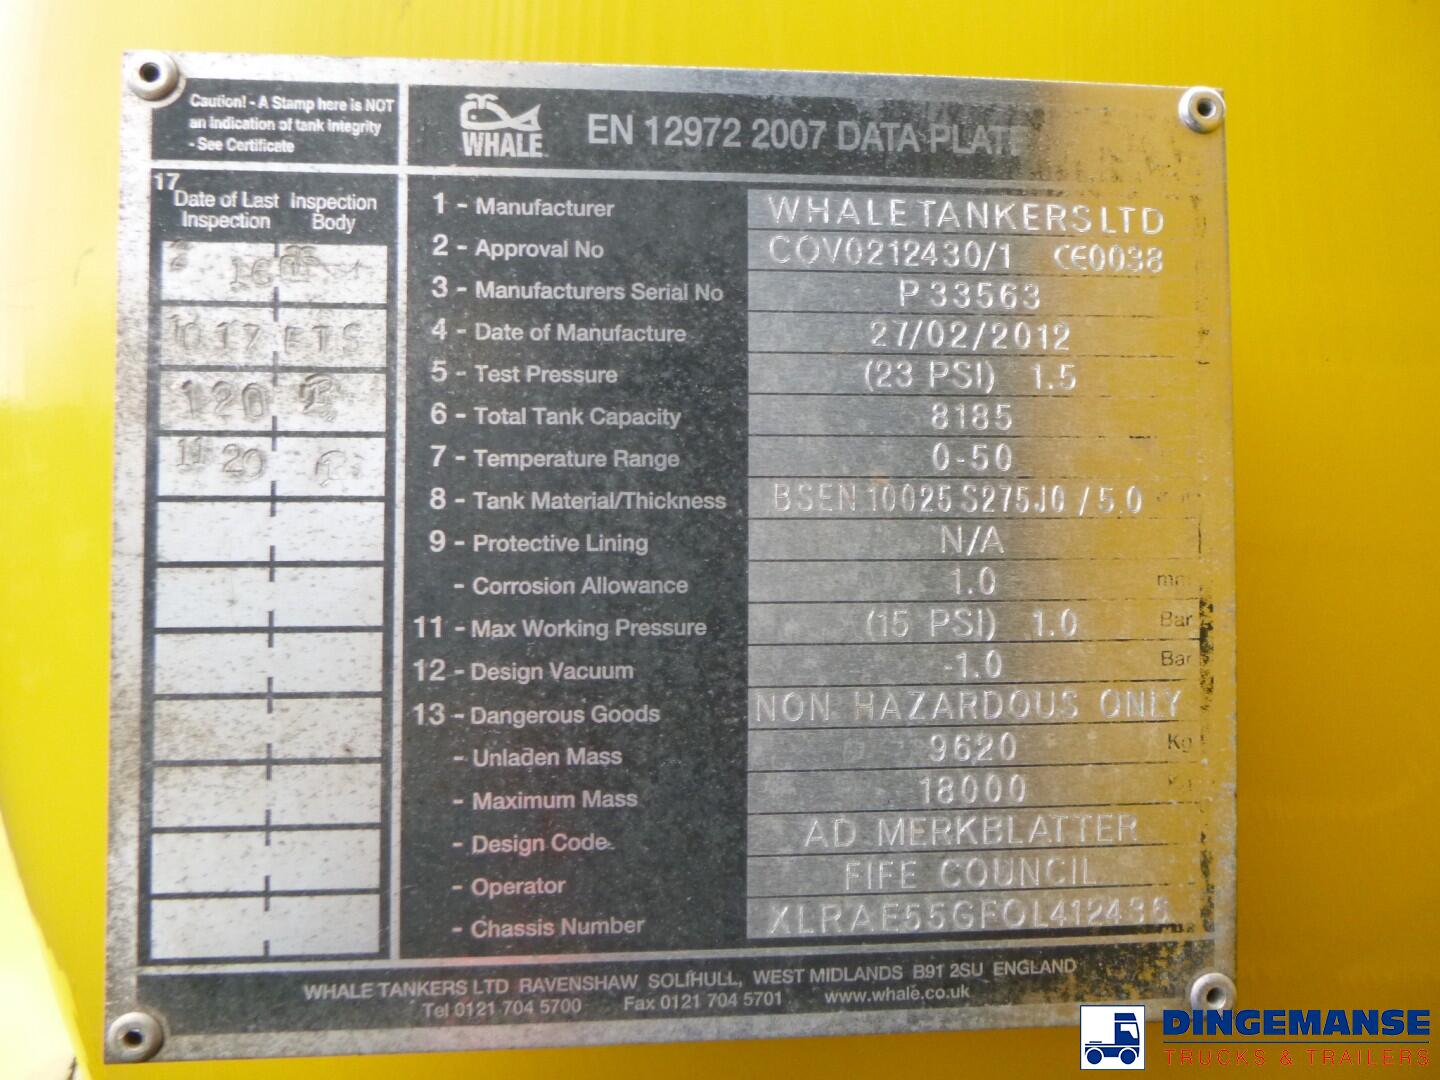 Caution! - A Stamp here is NOT
an indication of tank integrity
- See Certificate
WHALE
EN 12972 2007 DATA PLATE
17
Date of Last Inspection
Inspection Body
16
10 17 ETS
120
11 20
1 - Manufacturer WHALE TANKERS LTD
2 - Approval No COV0212430/1 CE0038
3 - Manufacturers Serial No P33563
4 - Date of Manufacture 27/02/2012
5 - Test Pressure (23 PSI) 1.5
6 - Total Tank Capacity 8185
7 - Temperature Range 0-50
8 - Tank Material/Thickness BSEN 10025 S275J0 / 5.0
9 - Protective Lining N/A
- Corrosion Allowance 1.0 mm
11 - Max Working Pressure (15 PSI) 1.0 Bar
12 - Design Vacuum -1.0 Bar
13 - Dangerous Goods NON HAZARDOUS ONLY
- Unladen Mass 9620 Kg
- Maximum Mass 18000
- Design Code AD MERKBLATTER
- Operator FIFE COUNCIL
- Chassis Number XLRAE55GF0L412436
WHALE TANKERS LTD RAVENSHAW SOLIHULL, WEST MIDLANDS B91 2SU ENGLAND
Tel 0121 704 5700 Fax 0121 704 5701 www.whale.co.uk
DINGEMANSE
TRUCKS & TRAILERS